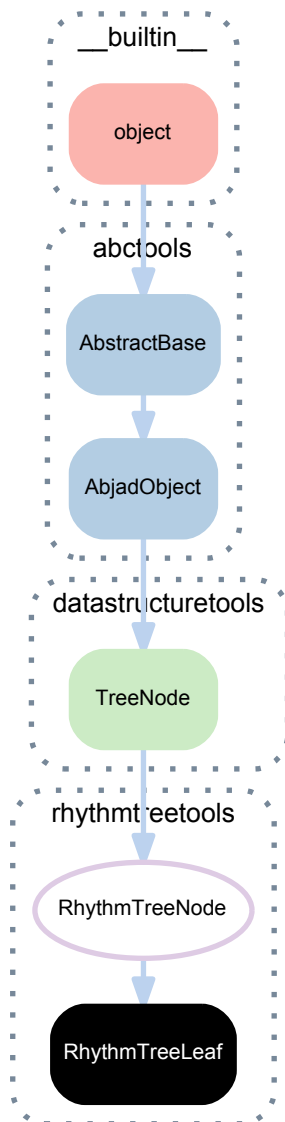 __builtin__
object
abctools
AbstractBase
AbjadObject
datastructuretools
TreeNode
rhythmtreetools
RhythmTreeNode
RhythmTreeLeaf